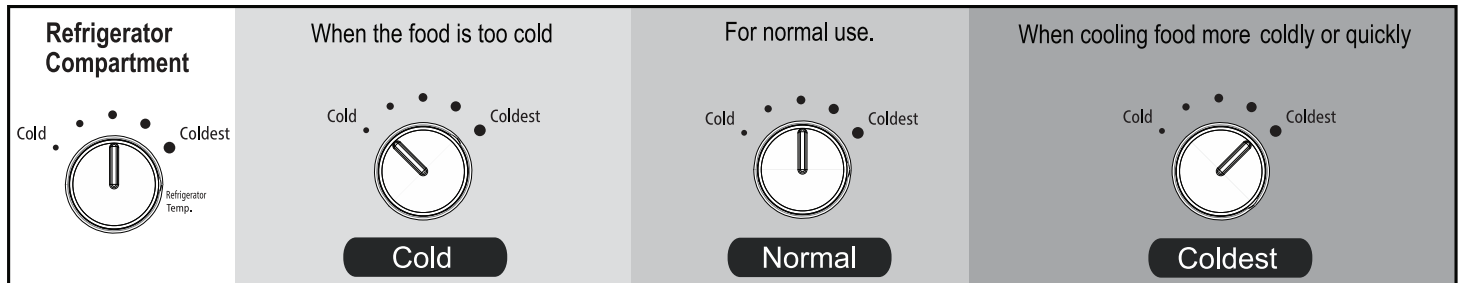 Refrigerator
Compartment
Cold
Coldest
Refrigerator
Temp.
When the food is too cold
Cold
Coldest
Cold
For normal use.
Cold
Coldest
Normal
When cooling food more coldly or quickly
Cold
Coldest
Coldest